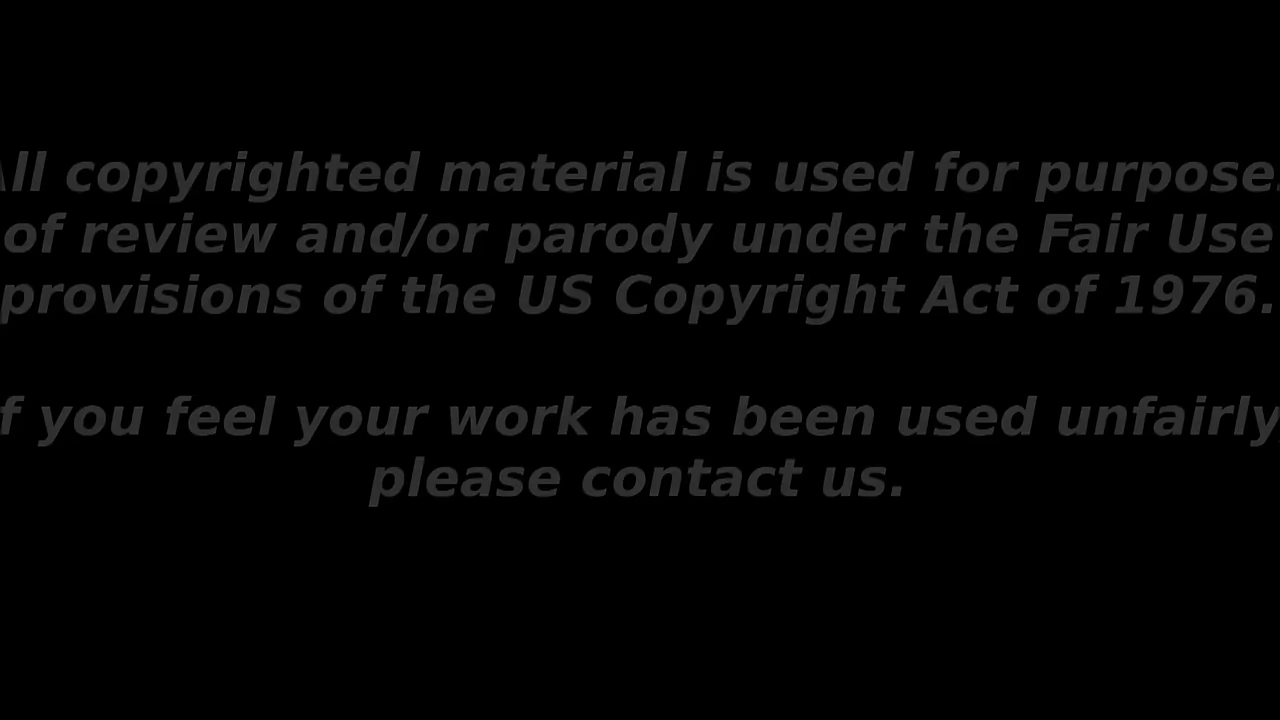 All copyrighted material is used for purposes
of review and/or parody under the Fair Use
provisions of the US Copyright Act of 1976.
If you feel your work has been used unfairly
please contact us.